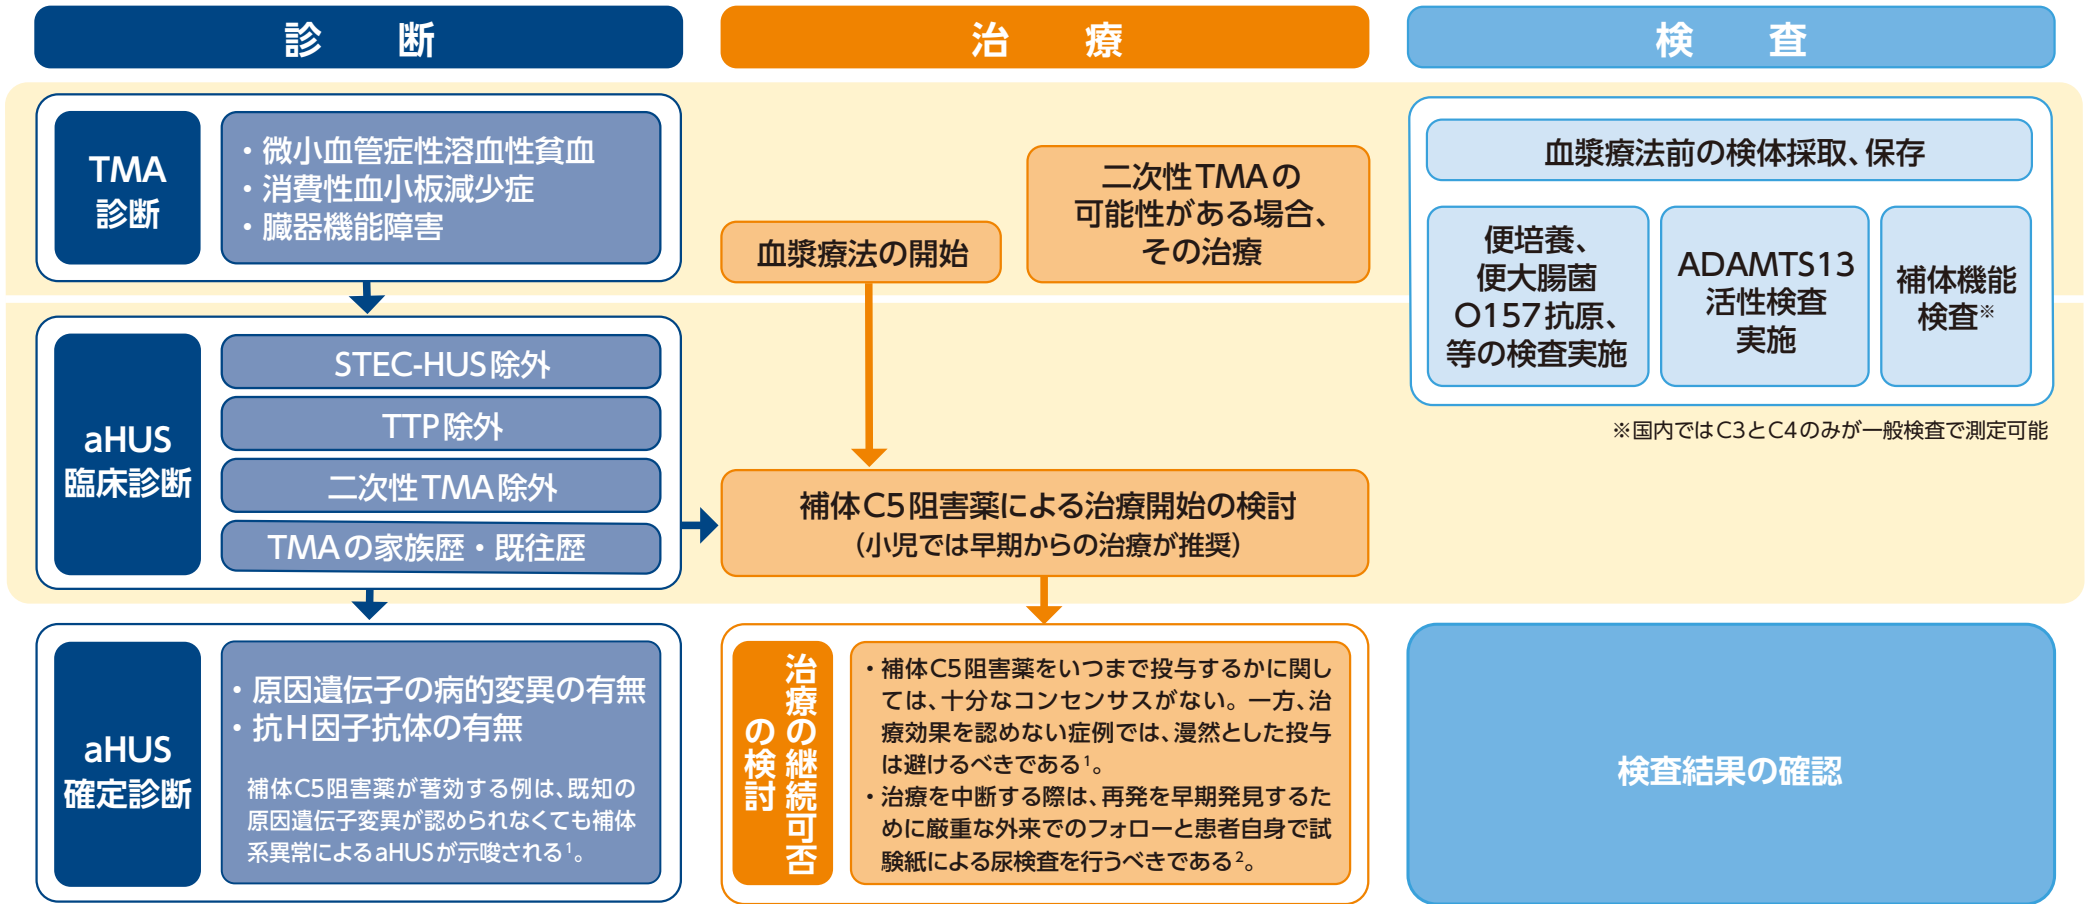 診 断
治 療
検 査
TMA
診断
・微小血管症性溶血性貧血
・消費性血小板減少症
・臓器機能障害
血漿療法の開始
二次性TMAの
可能性がある場合、
その治療
血漿療法前の検体採取、保存
便培養、
便大腸菌
O157抗原、
等の検査実施
ADAMTS13
活性検査
実施
補体機能
検査※
※国内ではC3とC4のみが一般検査で測定可能
aHUS
臨床診断
STEC-HUS除外
TTP除外
二次性TMA除外
TMAの家族歴・既往歴
補体C5阻害薬による治療開始の検討
（小児では早期からの治療が推奨）
aHUS
確定診断
・原因遺伝子の病的変異の有無
・抗H因子抗体の有無
補体C5阻害薬が著効する例は、既知の
原因遺伝子変異が認められなくても補体
系異常によるaHUSが示唆される1。
治療の継続可否
の検討
・補体C5阻害薬をいつまで投与するかに関し
ては、十分なコンセンサスがない。一方、治
療効果を認めない症例では、漫然とした投与
は避けるべきである1。
・治療を中断する際は、再発を早期発見するた
めに厳重な外来でのフォローと患者自身で試
験紙による尿検査を行うべきである2。
検査結果の確認